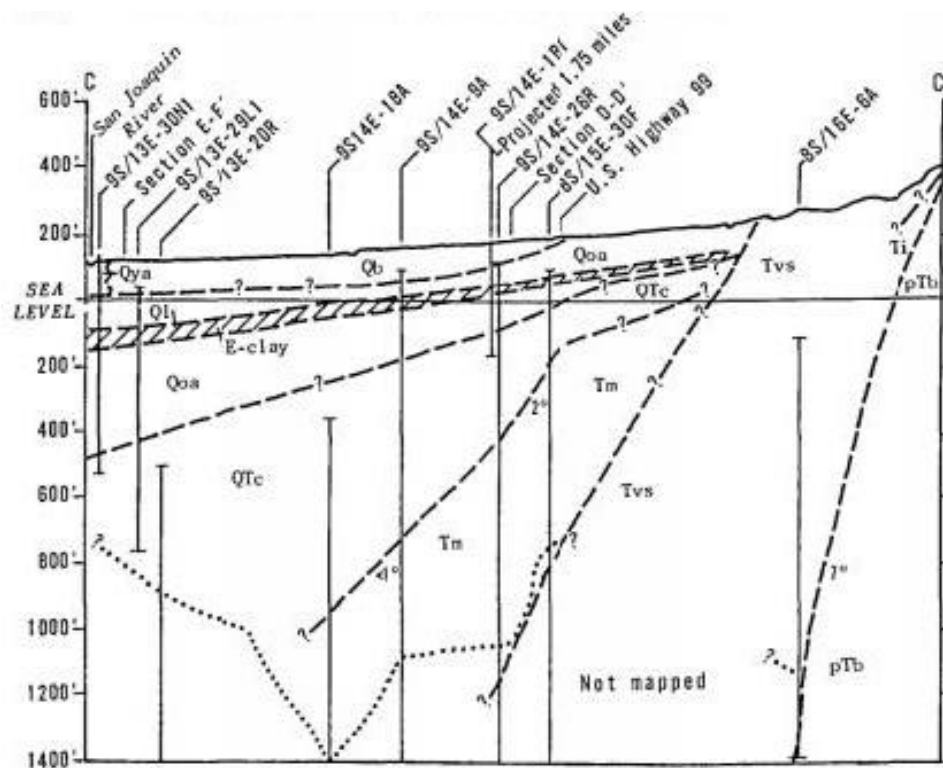 C
C
San Joaquin
River
9S/13E-30N1
Section E-E'
9S/13E-29L1
9S/13E-20R
9S14E-18A
9S/14E-9A
9S/14E-1R1
Projected 1.75 miles
9S/14E-26R
Section D-D'
8S/15E-30F
U.S. Highway 99
8S/16E-6A
600'
400'
200'
SEA
LEVEL
200'
400'
600'
800'
1000'
1200'
1400'
Qya
Qb
Qoa
Tvs
Ti
pTb
Ql
E-clay
QTc
Qoa
Tm
2°
QTc
Tm
Tvs
Not mapped
pTb